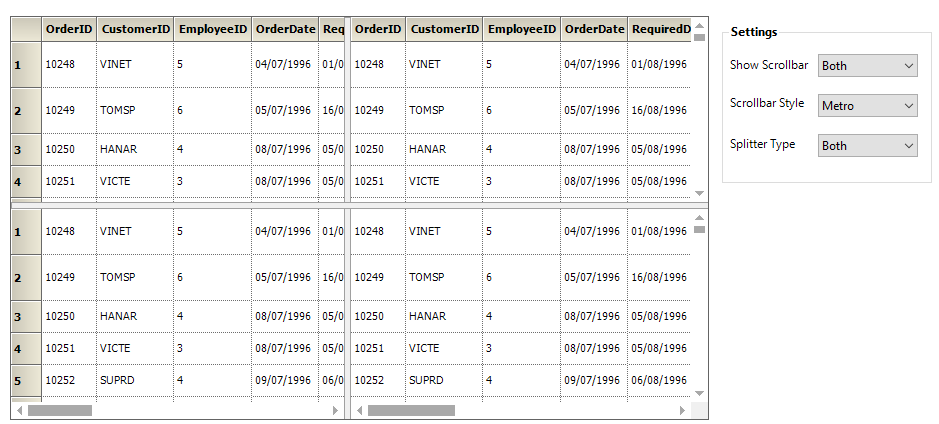 OrderID CustomerID EmployeeID OrderDate Req OrderID CustomerID EmployeeID OrderDate RequiredD
1 10248 VINET 5 04/07/1996 01/0 10248 VINET 5 04/07/1996 01/08/1996
2 10249 TOMSP 6 05/07/1996 16/0 10249 TOMSP 6 05/07/1996 16/08/1996
3 10250 HANAR 4 08/07/1996 05/0 10250 HANAR 4 08/07/1996 05/08/1996
4 10251 VICTE 3 08/07/1996 05/0 10251 VICTE 3 08/07/1996 05/08/1996
1 10248 VINET 5 04/07/1996 01/0 10248 VINET 5 04/07/1996 01/08/1996
2 10249 TOMSP 6 05/07/1996 16/0 10249 TOMSP 6 05/07/1996 16/08/1996
3 10250 HANAR 4 08/07/1996 05/0 10250 HANAR 4 08/07/1996 05/08/1996
4 10251 VICTE 3 08/07/1996 05/0 10251 VICTE 3 08/07/1996 05/08/1996
5 10252 SUPRD 4 09/07/1996 06/0 10252 SUPRD 4 09/07/1996 06/08/1996
Settings
Show Scrollbar Both
Scrollbar Style Metro
Splitter Type Both